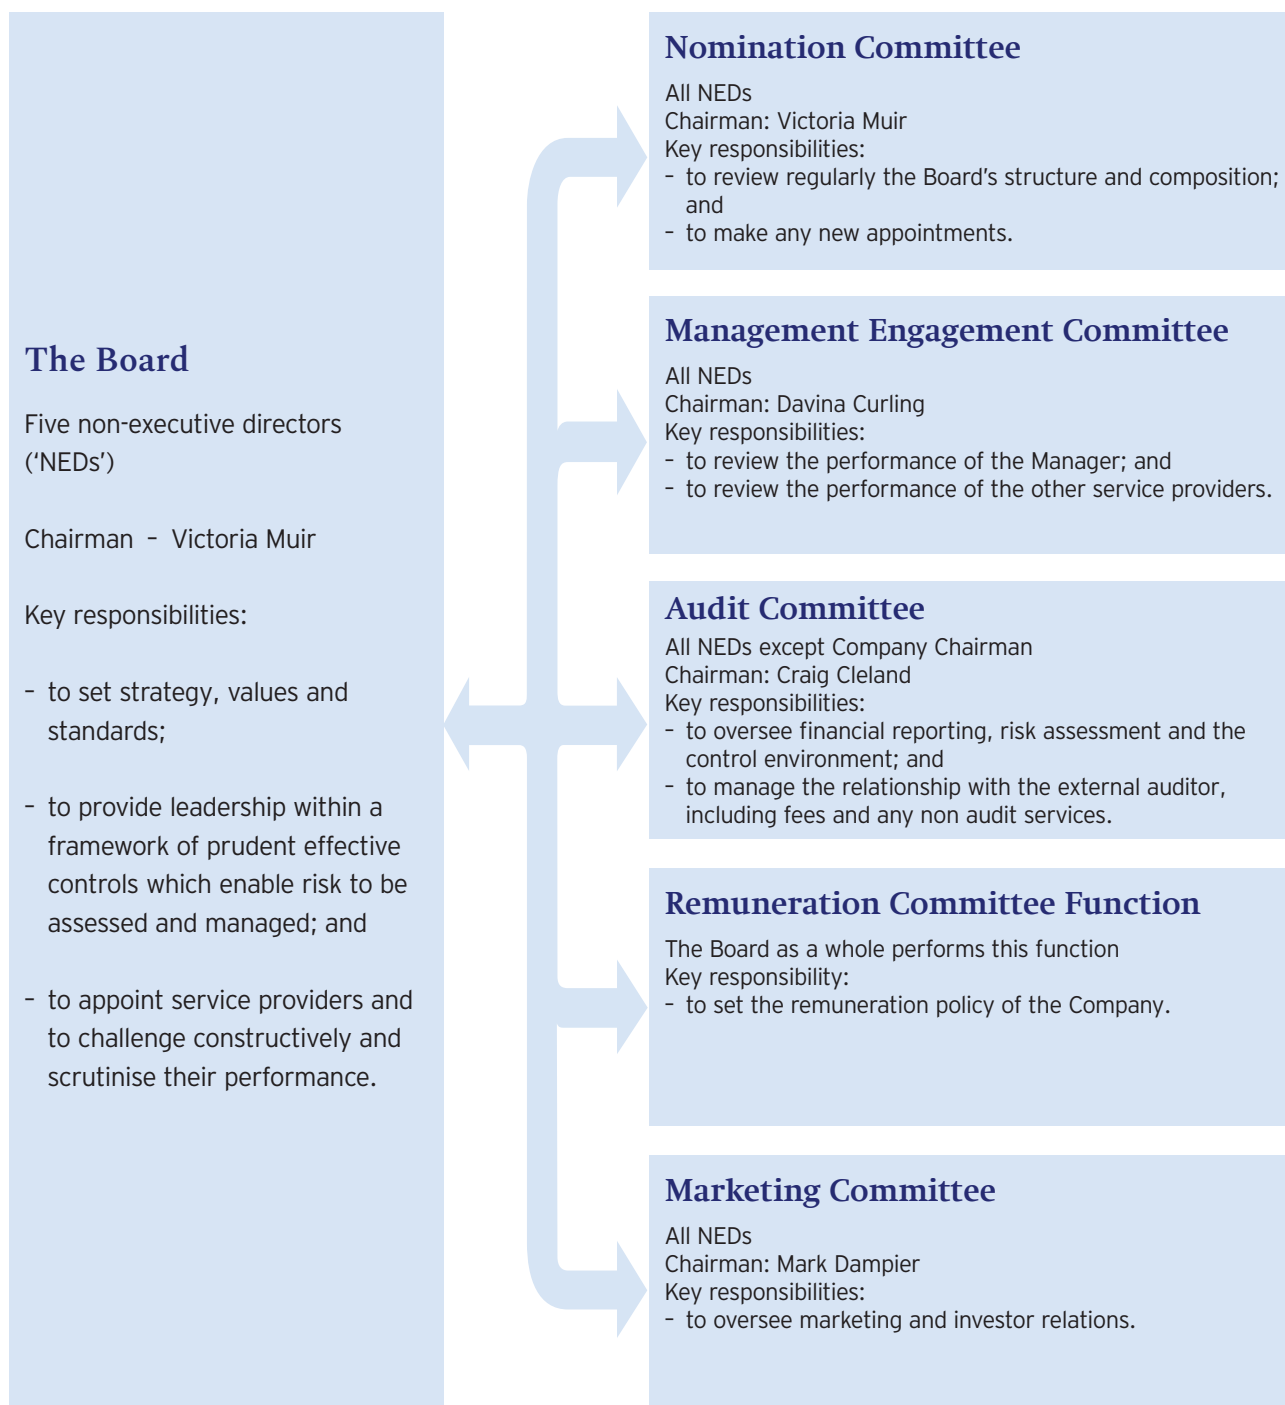 The Board
Five non-executive directors
(‘NEDs’)
Chairman – Victoria Muir
Key responsibilities:
– to set strategy, values and
standards;
– to provide leadership within a
framework of prudent effective
controls which enable risk to be
assessed and managed; and
– to appoint service providers and
to challenge constructively and
scrutinise their performance.
Nomination Committee
All NEDs
Chairman: Victoria Muir
Key responsibilities:
– to review regularly the Board’s structure and composition;
and
– to make any new appointments.
Management Engagement Committee
All NEDs
Chairman: Davina Curling
Key responsibilities:
– to review the performance of the Manager; and
– to review the performance of the other service providers.
Audit Committee
All NEDs except Company Chairman
Chairman: Craig Cleland
Key responsibilities:
– to oversee financial reporting, risk assessment and the
control environment; and
– to manage the relationship with the external auditor,
including fees and any non audit services.
Remuneration Committee Function
The Board as a whole performs this function
Key responsibility:
– to set the remuneration policy of the Company.
Marketing Committee
All NEDs
Chairman: Mark Dampier
Key responsibilities:
– to oversee marketing and investor relations.